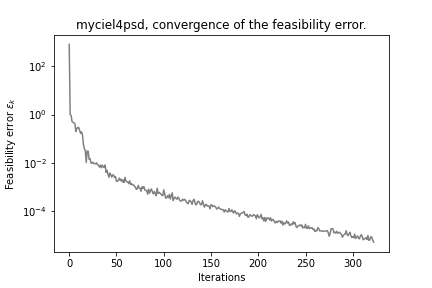 myciel4psd, convergence of the feasibility error.
Feasibility error ε_k
10²
10⁰
10⁻²
10⁻⁴
0 50 100 150 200 250 300
Iterations